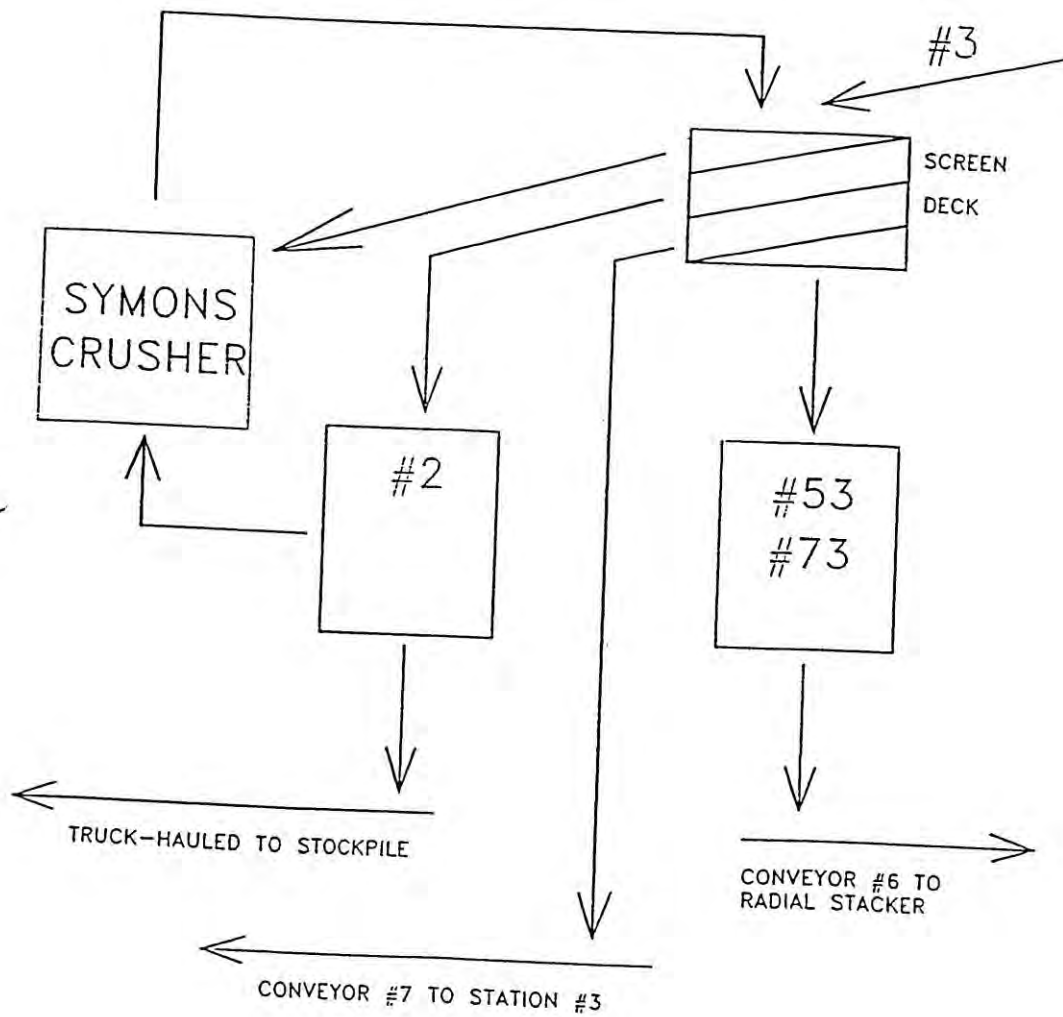 #3
SCREEN
DECK
SYMONS
CRUSHER
#2
#53
#73
TRUCK-HAULED TO STOCKPILE
CONVEYOR #6 TO
RADIAL STACKER
CONVEYOR #7 TO STATION #3